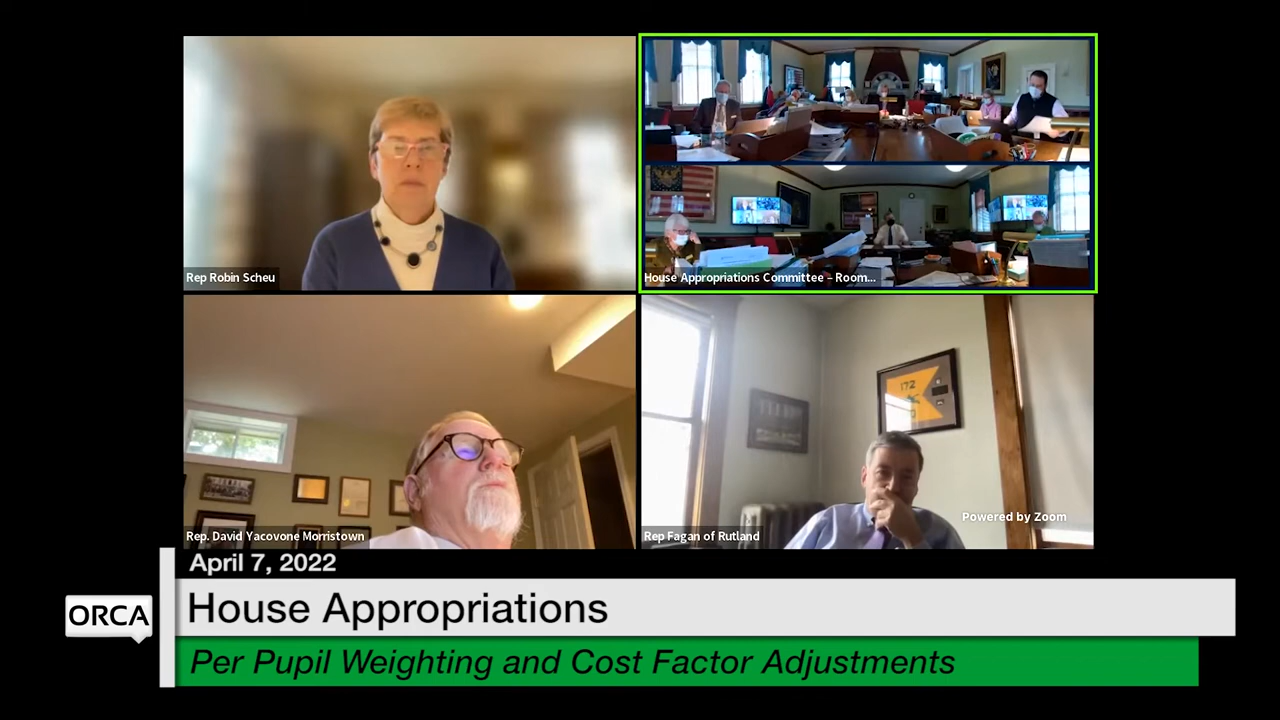 Rep Robin Scheu
House Appropriations Committee – Room...
172
Rep. David Yacovone Morristown
Rep Fagan of Rutland
Powered by Zoom
April 7, 2022
ORCA
House Appropriations
Per Pupil Weighting and Cost Factor Adjustments